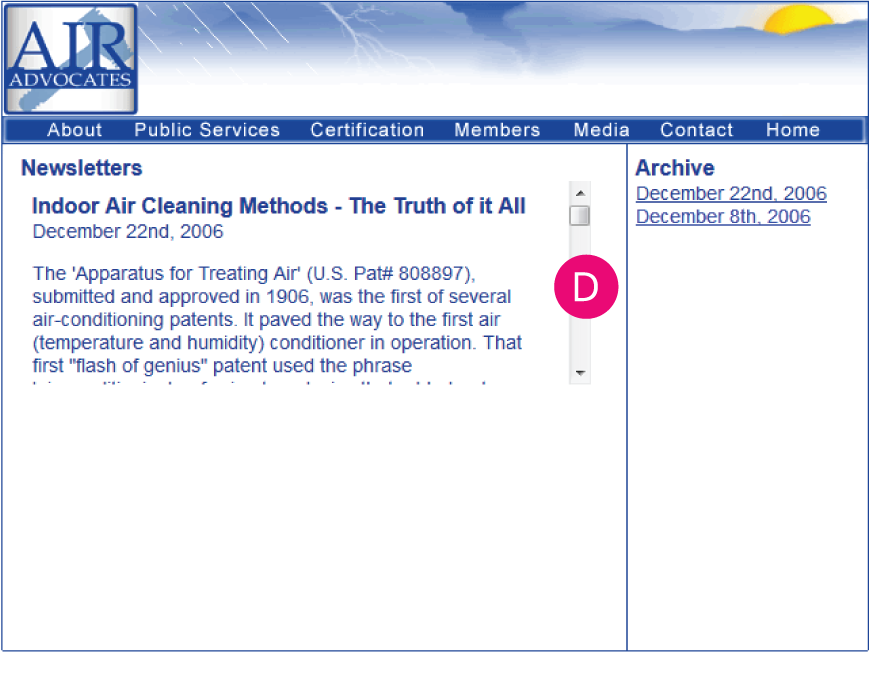 AIR
ADVOCATES
About Public Services Certification Members Media Contact Home
Newsletters
Indoor Air Cleaning Methods - The Truth of it All
December 22nd, 2006
The 'Apparatus for Treating Air' (U.S. Pat# 808897),
submitted and approved in 1906, was the first of several
air-conditioning patents. It paved the way to the first air
(temperature and humidity) conditioner in operation. That
first "flash of genius" patent used the phrase
D
Archive
December 22nd, 2006
December 8th, 2006